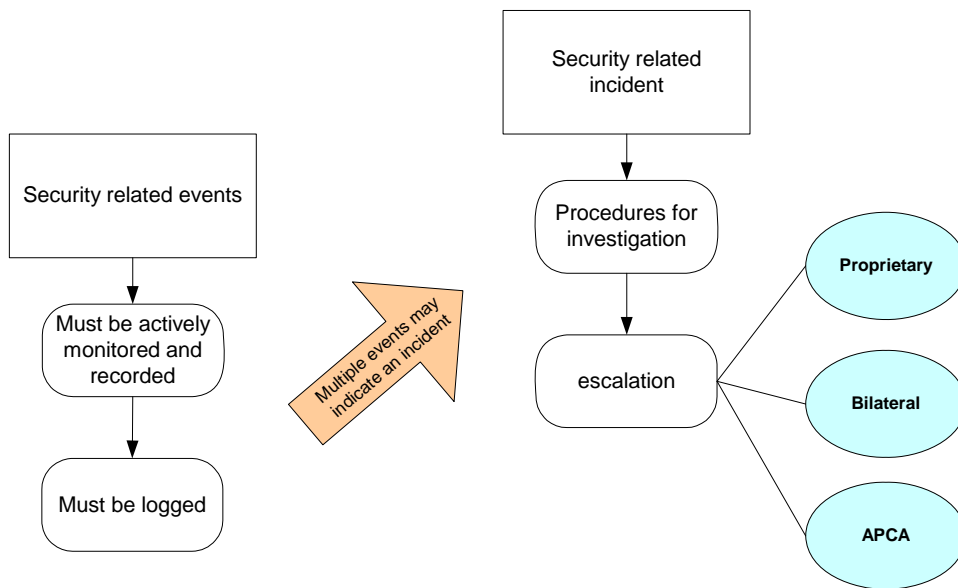 Security related events
Must be actively
monitored and
recorded
Must be logged
Multiple events may
indicate an incident
Security related
incident
Procedures for
investigation
escalation
Proprietary
Bilateral
APCA